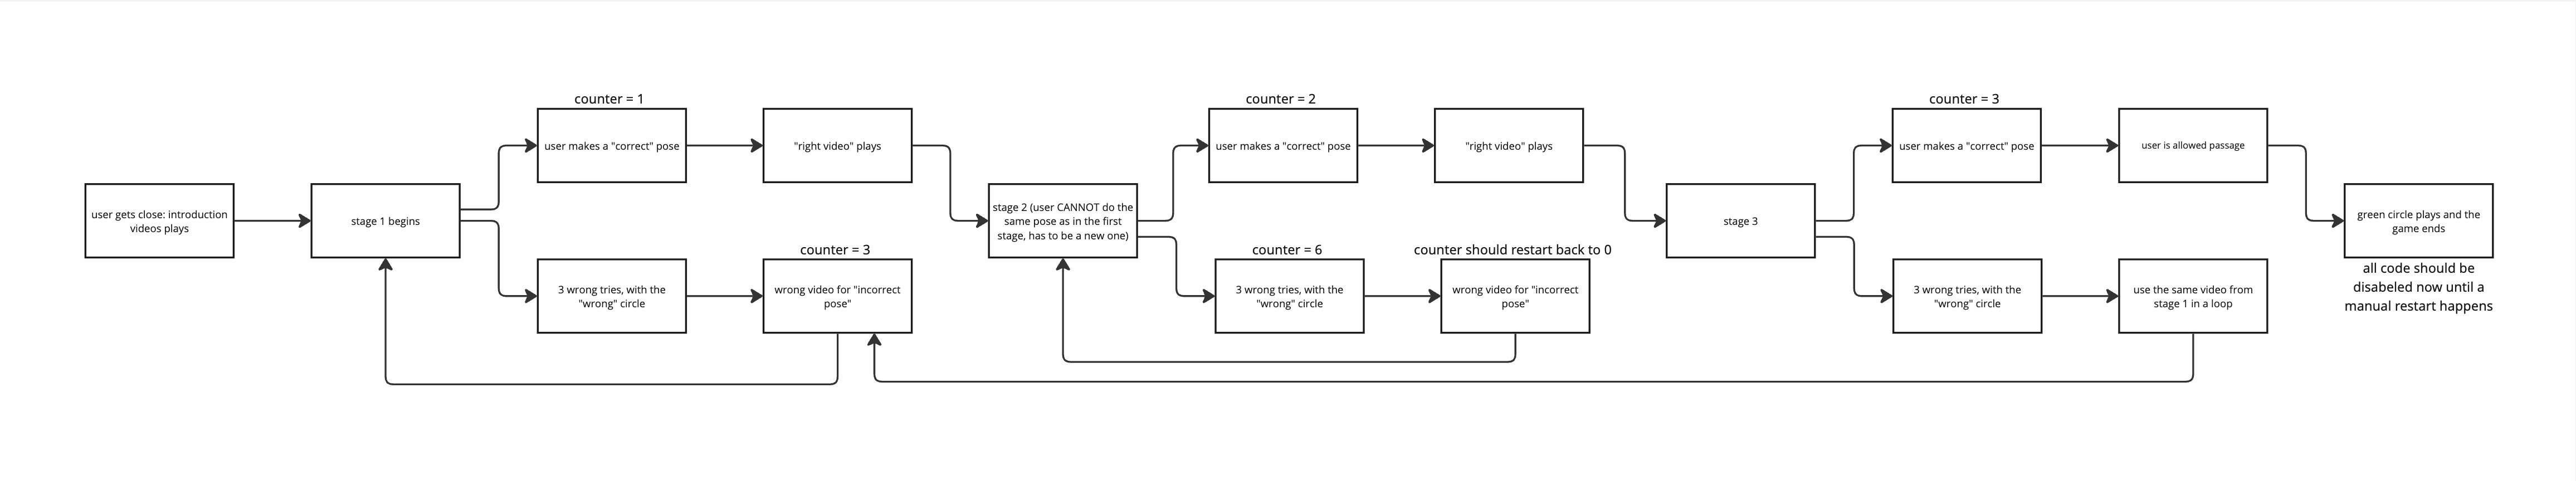 user gets close: introduction
videos plays
stage 1 begins
counter = 1
user makes a "correct" pose
"right video" plays
3 wrong tries, with the
"wrong" circle
counter = 3
wrong video for "incorrect
pose"
stage 2 (user CANNOT do the
same pose as in the first
stage, has to be a new one)
counter = 2
user makes a "correct" pose
"right video" plays
counter = 6
3 wrong tries, with the
"wrong" circle
counter should restart back to 0
wrong video for "incorrect
pose"
stage 3
counter = 3
user makes a "correct" pose
user is allowed passage
3 wrong tries, with the
"wrong" circle
use the same video from
stage 1 in a loop
green circle plays and the
game ends
all code should be
disabeled now until a
manual restart happens